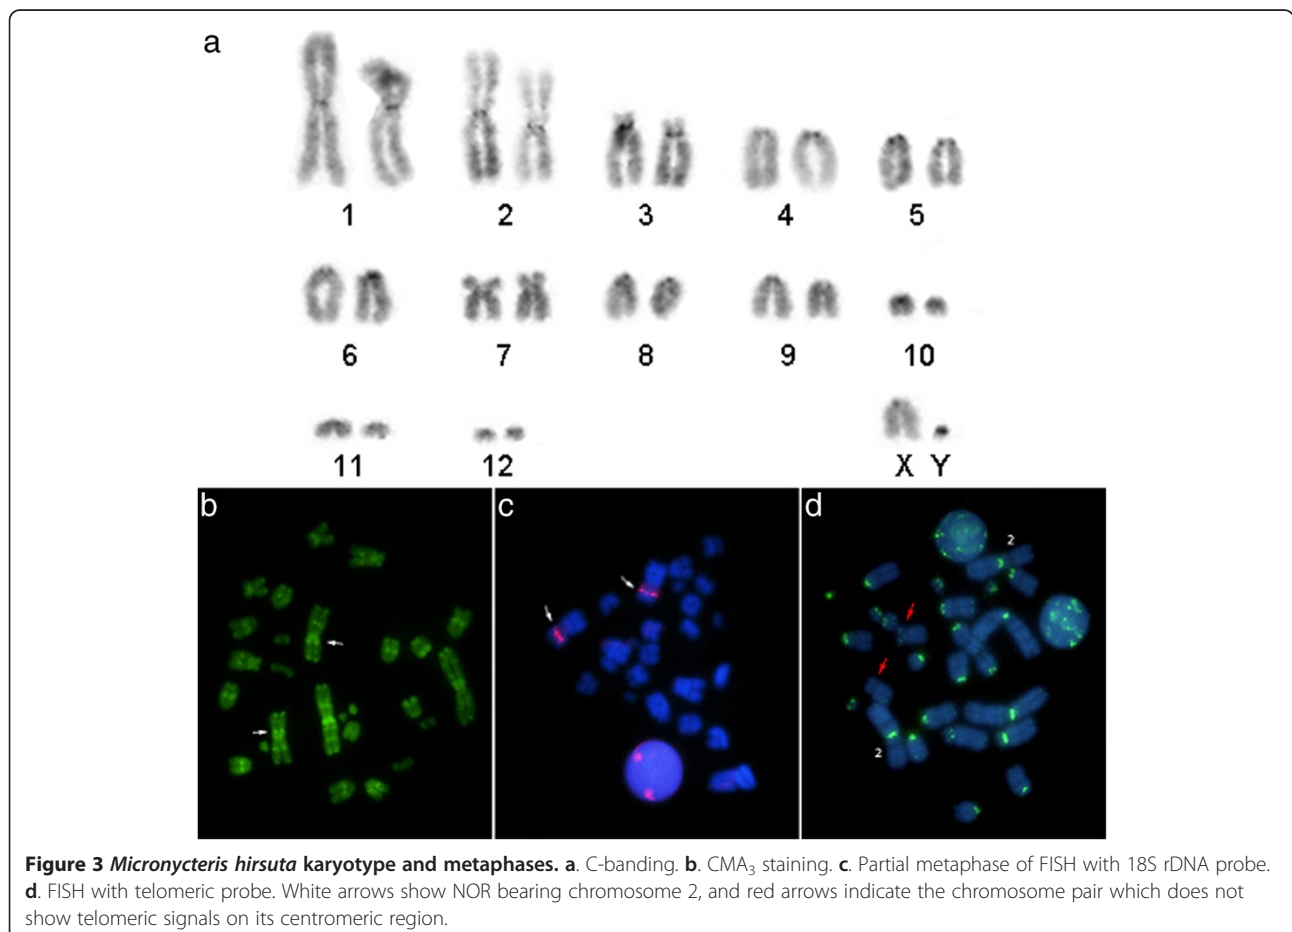 a
1 2 3 4 5
6 7 8 9 10
11 12 X Y
b c d
2
2
Figure 3 Micronycteris hirsuta karyotype and metaphases. a. C-banding. b. CMA₃ staining. c. Partial metaphase of FISH with 18S rDNA probe.
d. FISH with telomeric probe. White arrows show NOR bearing chromosome 2, and red arrows indicate the chromosome pair which does not
show telomeric signals on its centromeric region.